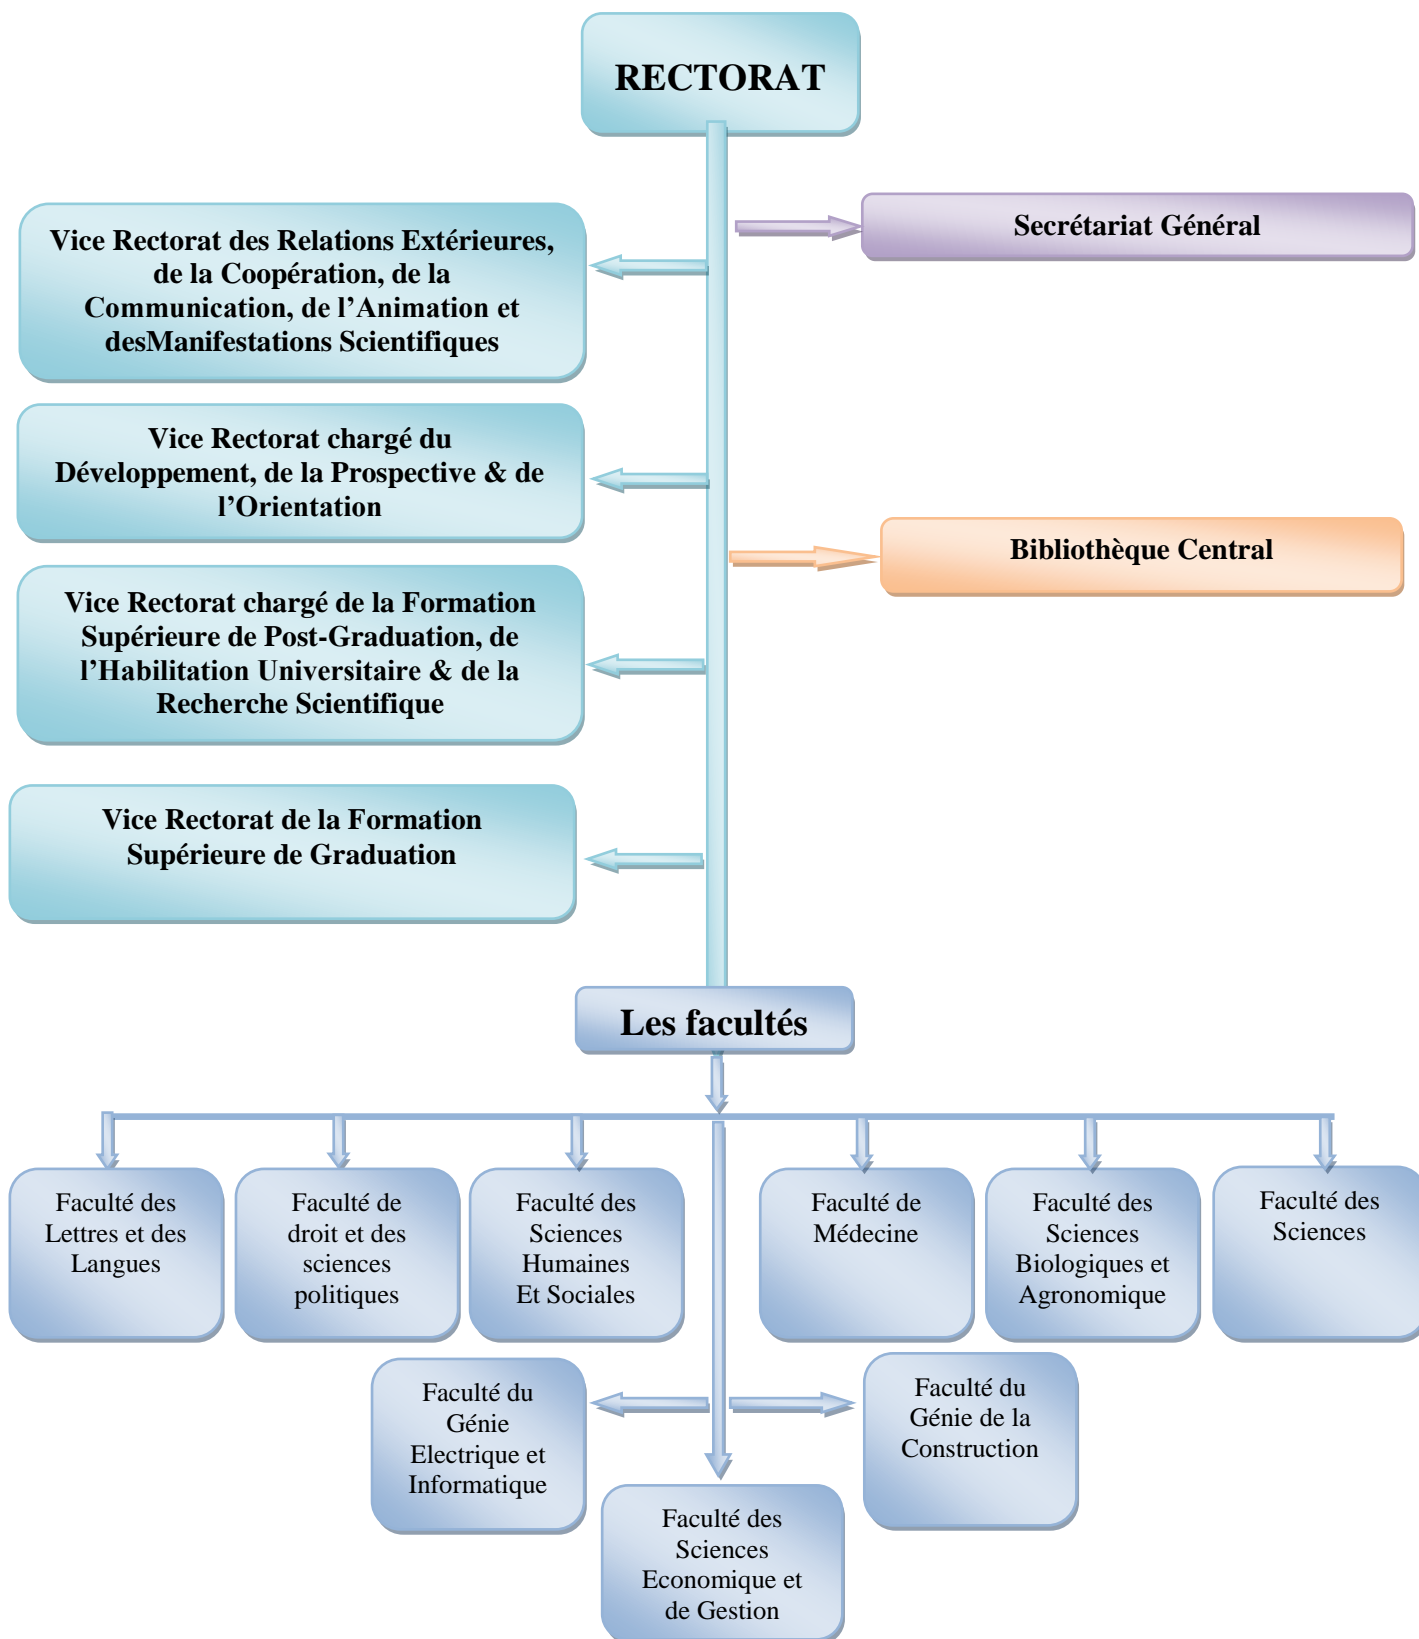 RECTORAT
Secrétariat Général
Vice Rectorat des Relations Extérieures,
de la Coopération, de la
Communication, de l’Animation et
desManifestations Scientifiques
Vice Rectorat chargé du
Développement, de la Prospective & de
l’Orientation
Bibliothèque Central
Vice Rectorat chargé de la Formation
Supérieure de Post-Graduation, de
l’Habilitation Universitaire & de la
Recherche Scientifique
Vice Rectorat de la Formation
Supérieure de Graduation
Les facultés
Faculté des
Lettres et des
Langues
Faculté de
droit et des
sciences
politiques
Faculté des
Sciences
Humaines
Et Sociales
Faculté de
Médecine
Faculté des
Sciences
Biologiques et
Agronomique
Faculté des
Sciences
Faculté du
Génie
Electrique et
Informatique
Faculté du
Génie de la
Construction
Faculté des
Sciences
Economique et
de Gestion